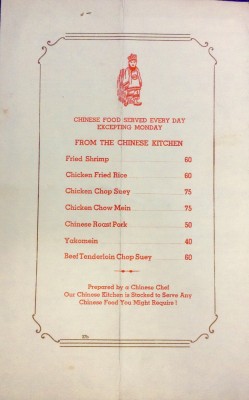 CHINESE FOOD SERVED EVERY DAY
EXCEPTING MONDAY
FROM THE CHINESE KITCHEN
Fried Shrimp 60
Chicken Fried Rice 60
Chicken Chop Suey 75
Chicken Chow Mein 75
Chinese Roast Pork 50
Yakomein 40
Beef Tenderloin Chop Suey 60
Prepared by a Chinese Chef
Our Chinese Kitchen is Stocked to Serve Any
Chinese Food You Might Require !